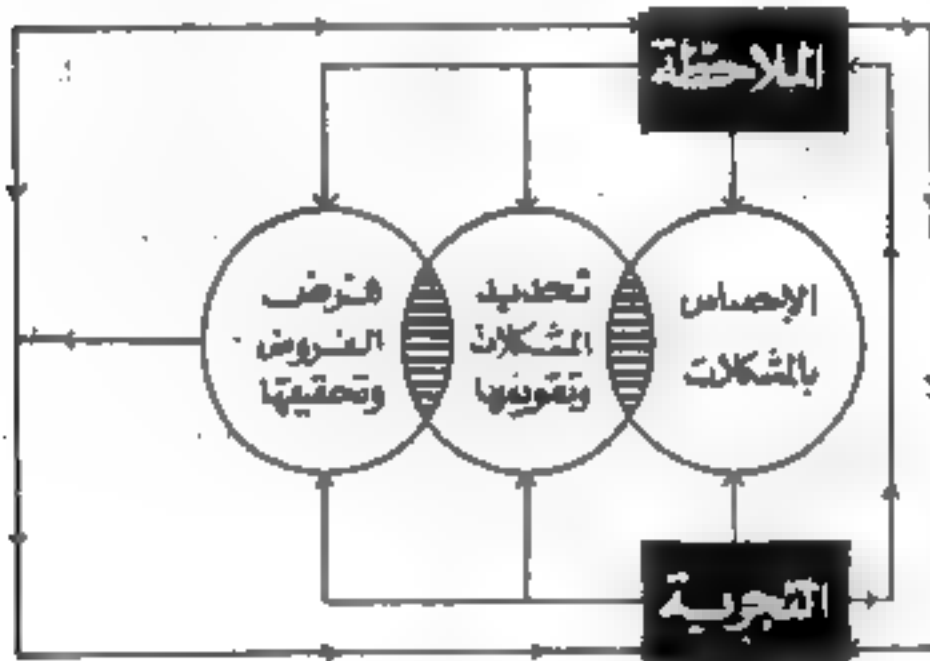 الملاحظة
الإحساس
بالمشكلات
تحديد
المشكلات
وتقويمها
فرض
الفروض
وتحقيقها
التجربة